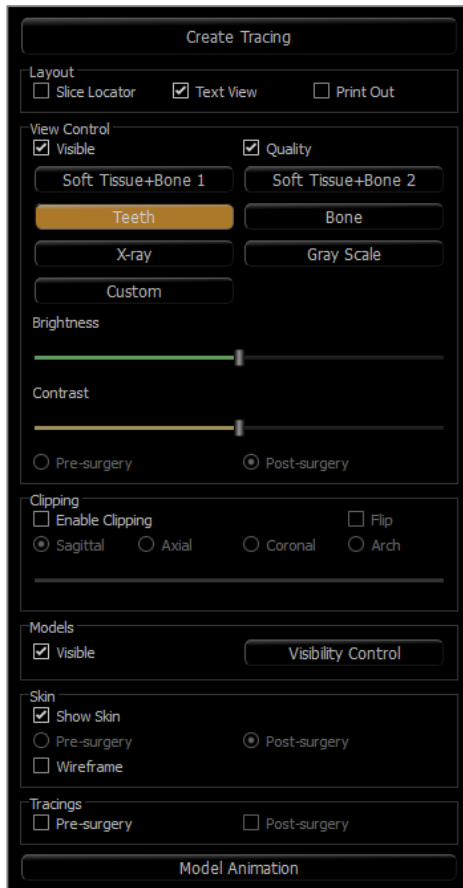 Create Tracing
Layout
Slice Locator Text View Print Out
View Control
Visible Quality
Soft Tissue+Bone 1 Soft Tissue+Bone 2
Teeth Bone
X-ray Gray Scale
Custom
Brightness
Contrast
Pre-surgery Post-surgery
Clipping
Enable Clipping Flip
Sagittal Axial Coronal Arch
Models
Visible Visibility Control
Skin
Show Skin
Pre-surgery Post-surgery
Wireframe
Tracings
Pre-surgery Post-surgery
Model Animation